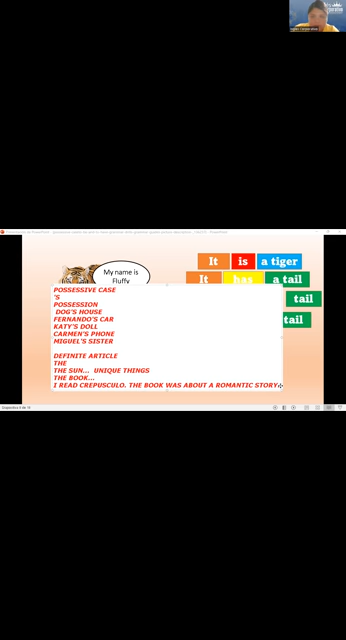 My name is
Fluffy
It is a tiger
It has a tail
tail
tail
POSSESSIVE CASE
'S
POSSESSION
DOG'S HOUSE
FERNANDO'S CAR
KATY'S DOLL
CARMEN'S PHONE
MIGUEL'S SISTER
DEFINITE ARTICLE
THE
THE SUN... UNIQUE THINGS
THE BOOK...
I READ CREPUSCULO. THE BOOK WAS ABOUT A ROMANTIC STORY.